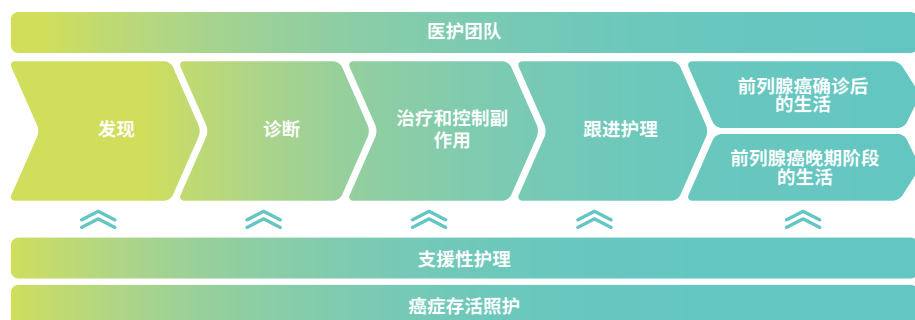 医护团队
发现
诊断
治疗和控制副
作用
跟进护理
前列腺癌确诊后
的生活
前列腺癌晚期阶段
的生活
支援性护理
癌症存活照护